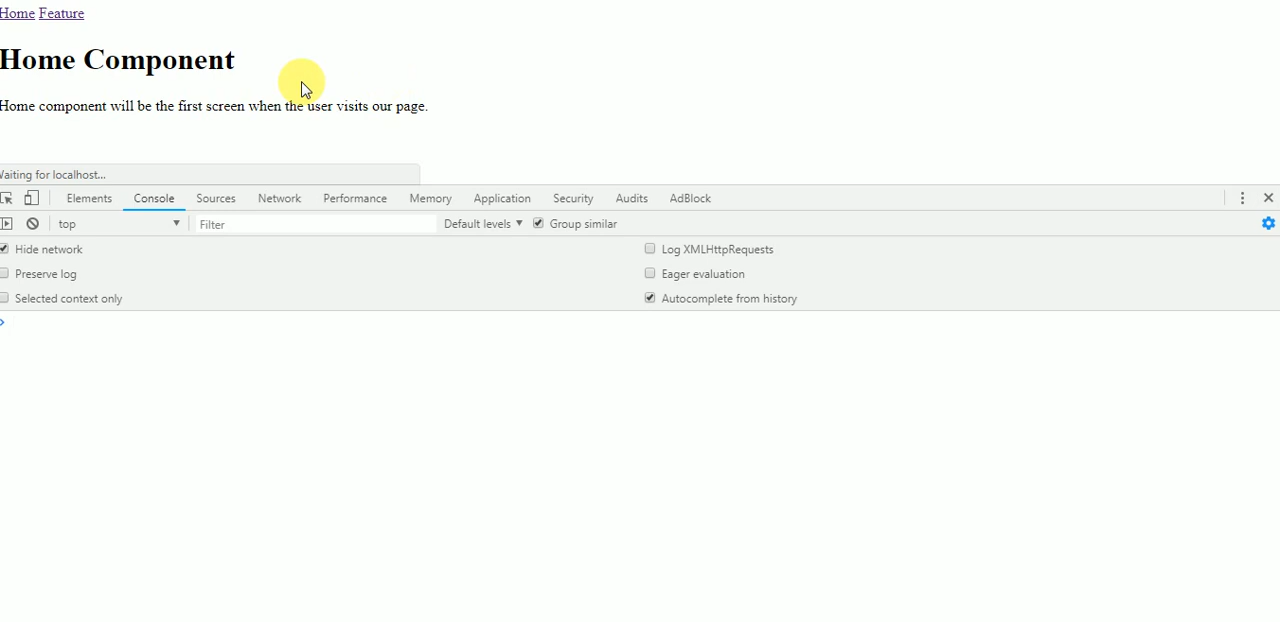 Home Feature
Home Component
Home component will be the first screen when the user visits our page.
Waiting for localhost...
Elements Console Sources Network Performance Memory Application Security Audits AdBlock
top Filter Default levels Group similar
Hide network Log XMLHttpRequests
Preserve log Eager evaluation
Selected context only Autocomplete from history